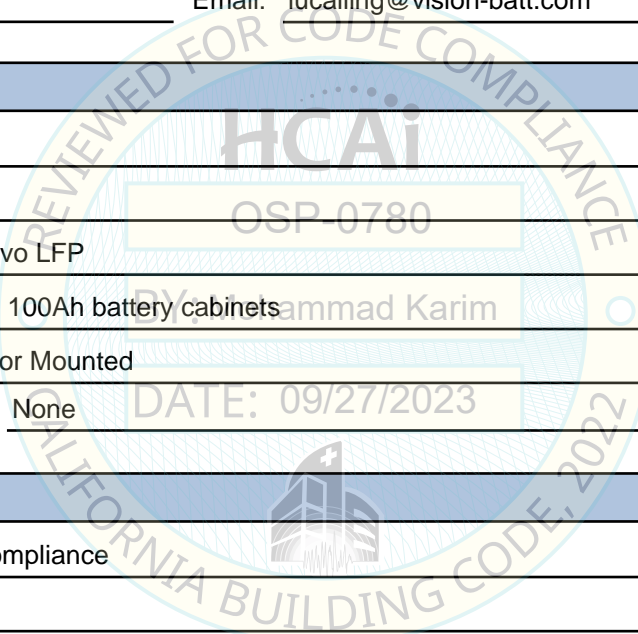 Email: lucailing@vision-batt.com
REVIEWED FOR CODE COMPLIANCE
HCAi
OSP-0780
vo LFP
100Ah battery cabinets
BY: Mohammad Karim
or Mounted
None
DATE: 09/27/2023
ompliance
CALIFORNIA BUILDING CODE, 2022